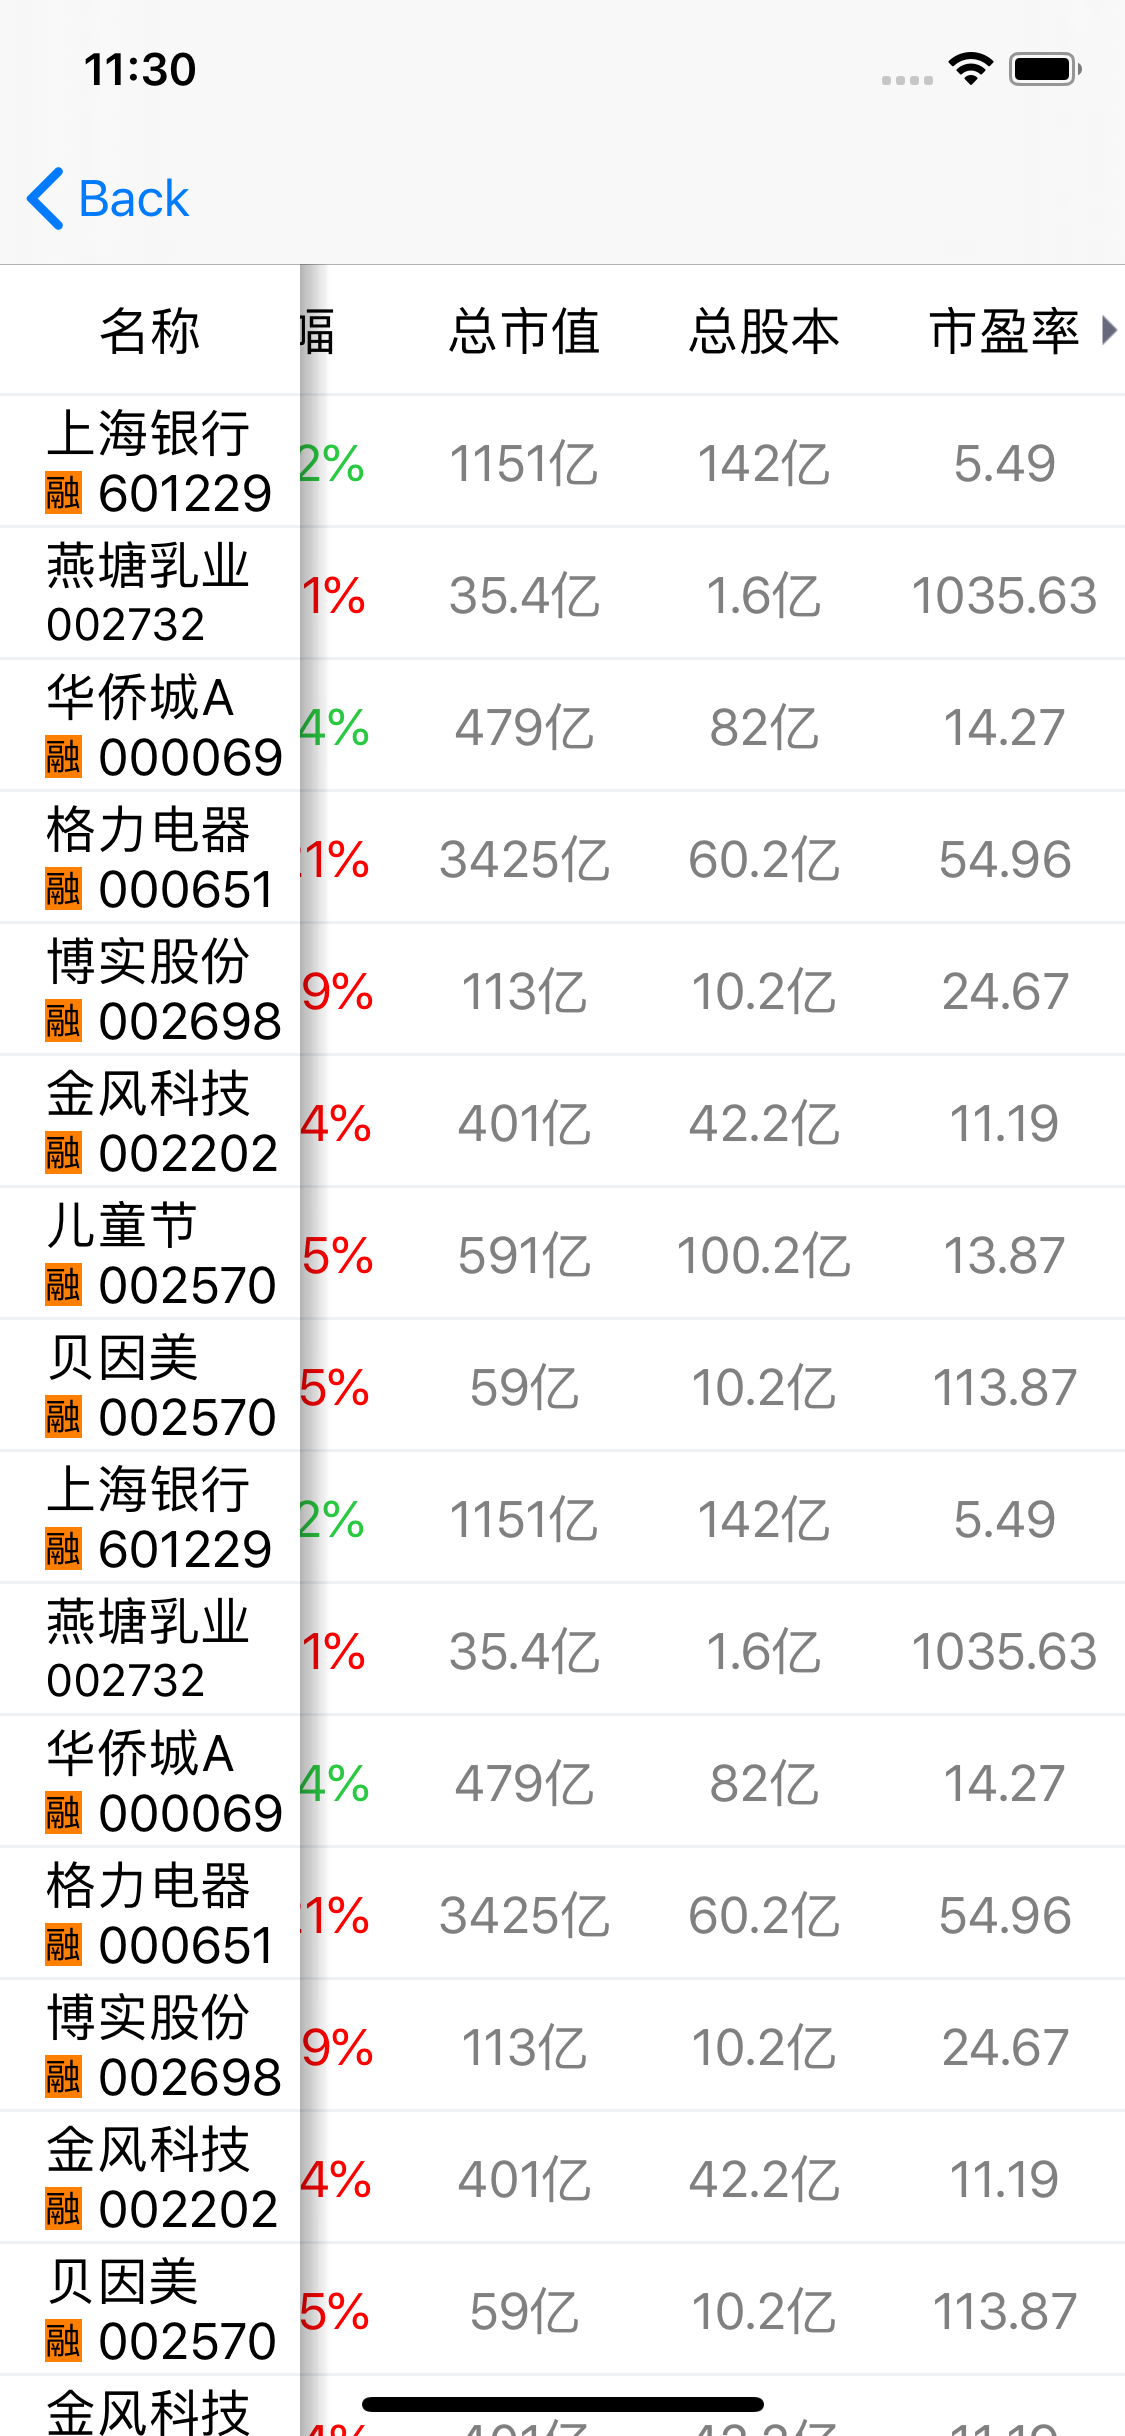 11:30
Back
名称 幅 总市值 总股本 市盈率
上海银行
融 601229 2% 1151亿 142亿 5.49
燕塘乳业
002732 1% 35.4亿 1.6亿 1035.63
华侨城A
融 000069 4% 479亿 82亿 14.27
格力电器
融 000651 1% 3425亿 60.2亿 54.96
博实股份
融 002698 9% 113亿 10.2亿 24.67
金风科技
融 002202 4% 401亿 42.2亿 11.19
儿童节
融 002570 5% 591亿 100.2亿 13.87
贝因美
融 002570 5% 59亿 10.2亿 113.87
上海银行
融 601229 2% 1151亿 142亿 5.49
燕塘乳业
002732 1% 35.4亿 1.6亿 1035.63
华侨城A
融 000069 4% 479亿 82亿 14.27
格力电器
融 000651 1% 3425亿 60.2亿 54.96
博实股份
融 002698 9% 113亿 10.2亿 24.67
金风科技
融 002202 4% 401亿 42.2亿 11.19
贝因美
融 002570 5% 59亿 10.2亿 113.87
金风科技